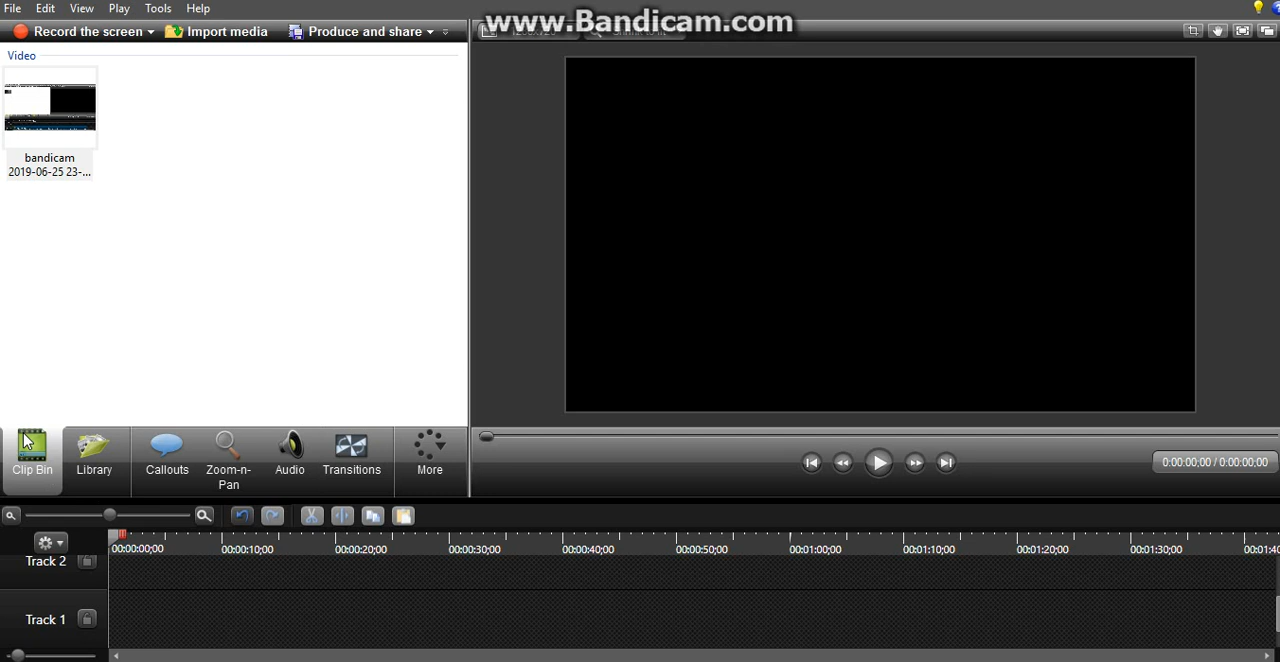 File Edit View Play Tools Help
www.Bandicam.com
Record the screen Import media Produce and share
Video
bandicam
2019-06-25 23-...
Clip Bin Library Callouts Zoom-n-Pan Audio Transitions More
0:00:00;00 / 0:00:00;00
00:00:00;00 00:00:10;00 00:00:20;00 00:00:30;00 00:00:40;00 00:00:50;00 00:01:00;00 00:01:10;00 00:01:20;00 00:01:30;00 00:01:40
Track 2
Track 1